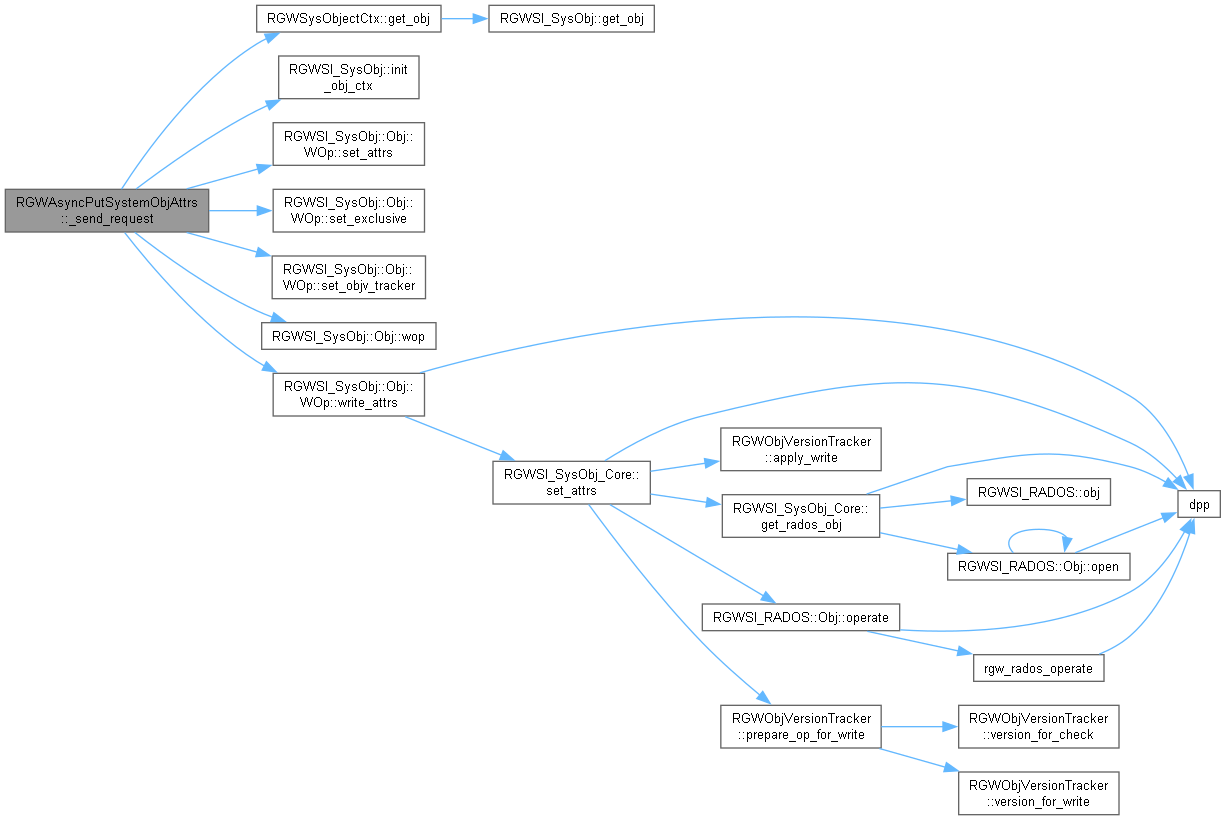 RGWSysObjectCtx::get_obj
RGWSI_SysObj::get_obj
RGWSI_SysObj::init
_obj_ctx
RGWSI_SysObj::Obj::
WOp::set_attrs
RGWAsyncPutSystemObjAttrs
::_send_request
RGWSI_SysObj::Obj::
WOp::set_exclusive
RGWSI_SysObj::Obj::
WOp::set_objv_tracker
RGWSI_SysObj::Obj::wop
RGWSI_SysObj::Obj::
WOp::write_attrs
RGWSI_SysObj_Core::
set_attrs
RGWObjVersionTracker
::apply_write
RGWSI_SysObj_Core::
get_rados_obj
RGWSI_RADOS::obj
dpp
RGWSI_RADOS::Obj::open
RGWSI_RADOS::Obj::operate
rgw_rados_operate
RGWObjVersionTracker
::prepare_op_for_write
RGWObjVersionTracker
::version_for_check
RGWObjVersionTracker
::version_for_write